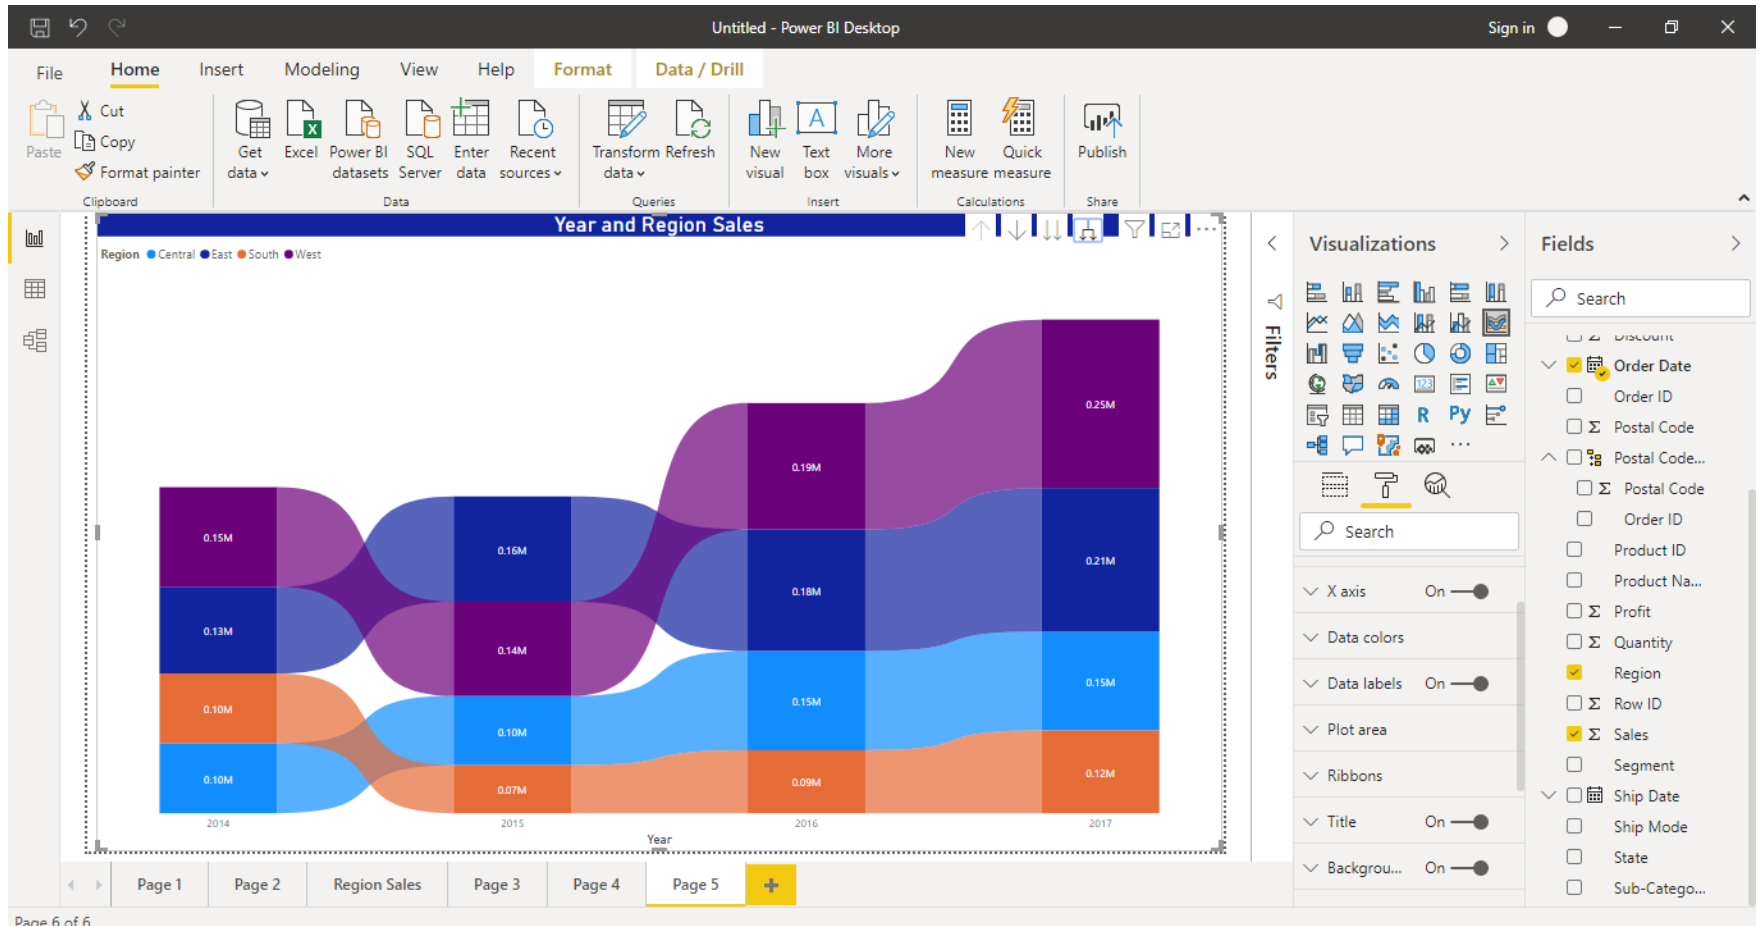 Untitled - Power BI Desktop
Sign in
File Home Insert Modeling View Help Format Data / Drill
Paste
Cut
Copy
Format painter
Clipboard
Get data
Excel
Power BI datasets
SQL Server
Enter data
Recent sources
Data
Transform data
Refresh
Queries
New visual
Text box
More visuals
Insert
New measure
Quick measure
Calculations
Publish
Share
Year and Region Sales
Region Central East South West
0.15M
0.13M
0.10M
0.10M
0.16M
0.14M
0.10M
0.07M
0.19M
0.18M
0.15M
0.09M
0.25M
0.21M
0.15M
0.12M
2014 2015 2016 2017
Year
Filters
Visualizations
123
R Py
Search
X axis On
Data colors
Data labels On
Plot area
Ribbons
Title On
Backgrou... On
Fields
Search
Discount
Order Date
Order ID
Postal Code
Postal Code...
Postal Code
Order ID
Product ID
Product Na...
Profit
Quantity
Region
Row ID
Sales
Segment
Ship Date
Ship Mode
State
Sub-Catego...
Page 1 Page 2 Region Sales Page 3 Page 4 Page 5 +
Page 6 of 6